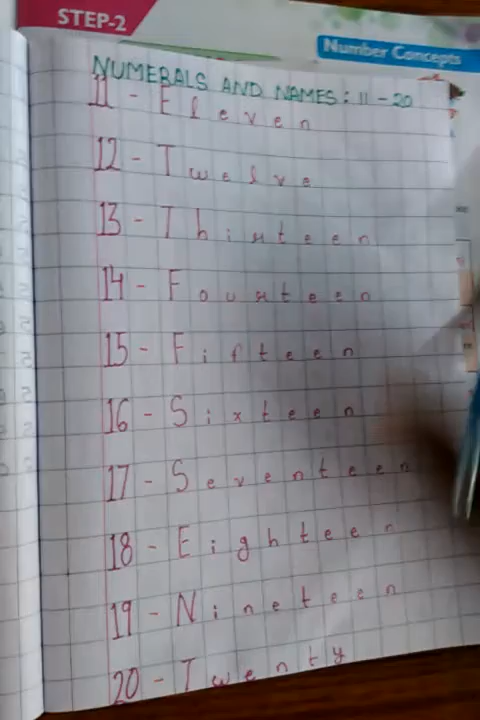 STEP-2
Number Concepts
NUMERALS AND NAMES: 11 - 20
11 - Eleven
12 - Twelve
13 - Thirteen
14 - Fourteen
15 - Fifteen
16 - Sixteen
17 - Seventeen
18 - Eighteen
19 - Nineteen
20 - Twenty